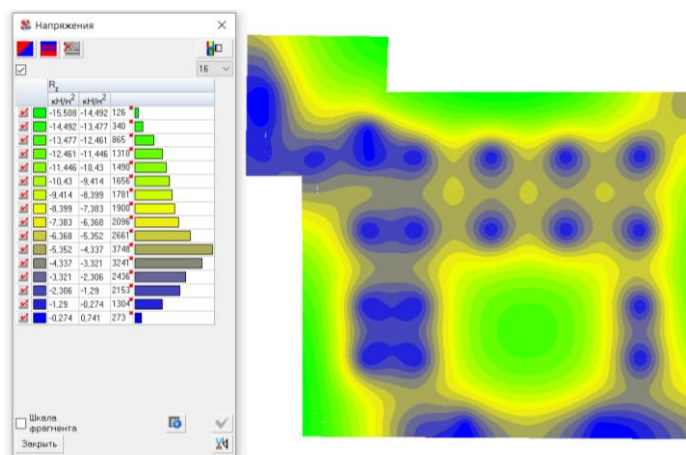 Напряжения
16
Rz
кН/м² кН/м²
-15,508 -14,492 126
-14,492 -13,477 340
-13,477 -12,461 865
-12,461 -11,446 1310
-11,446 -10,43 1490
-10,43 -9,414 1656
-9,414 -8,399 1781
-8,399 -7,383 1900
-7,383 -6,368 2096
-6,368 -5,352 2661
-5,352 -4,337 3748
-4,337 -3,321 3241
-3,321 -2,306 2436
-2,306 -1,29 2153
-1,29 -0,274 1304
-0,274 0,741 273
Шкала
фрагмента
Закрыть